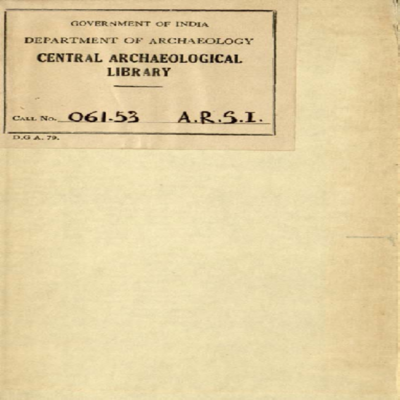 GOVERNMENT OF INDIA
DEPARTMENT OF ARCHAEOLOGY
CENTRAL ARCHAEOLOGICAL
LIBRARY
CALL No. 061.53 A.R.S.I.
D.G A. 79.